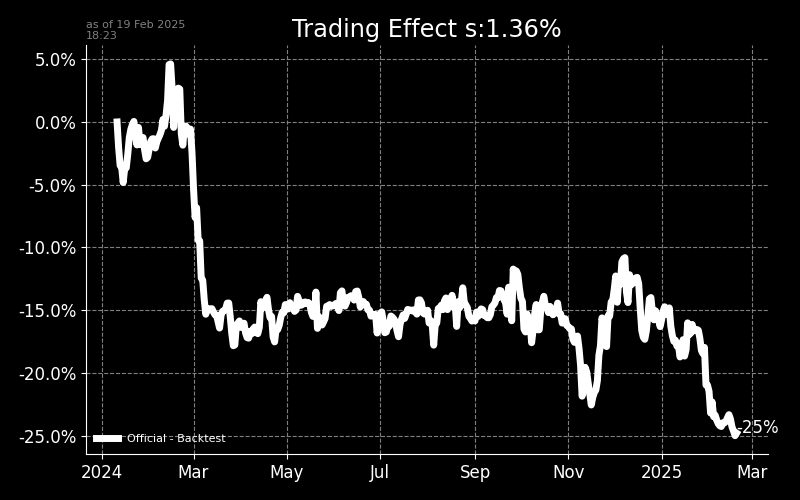 as of 19 Feb 2025
18:23
Trading Effect s:1.36%
5.0%
0.0%
-5.0%
-10.0%
-15.0%
-20.0%
-25.0%
-25%
Official - Backtest
2024 Mar May Jul Sep Nov 2025 Mar